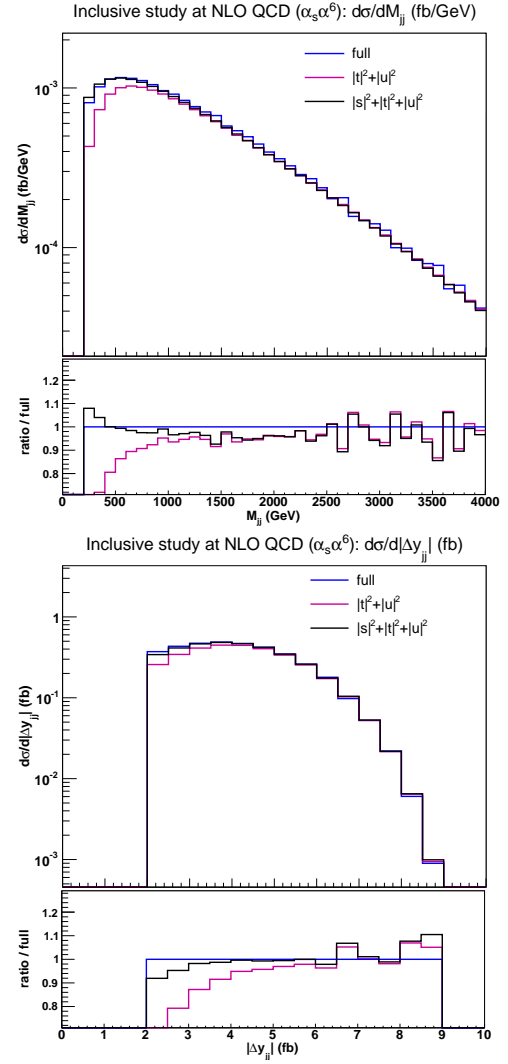 Inclusive study at NLO QCD (αₛα⁶): dσ/dMⱼⱼ (fb/GeV)
full
|t|²+|u|²
|s|²+|t|²+|u|²
dσ/dMⱼⱼ (fb/GeV)
10⁻³
10⁻⁴
ratio / full
1.2
1.1
1
0.9
0.8
0 500 1000 1500 2000 2500 3000 3500 4000
Mⱼⱼ (GeV)
Inclusive study at NLO QCD (αₛα⁶): dσ/d|Δyⱼⱼ| (fb)
full
|t|²+|u|²
|s|²+|t|²+|u|²
dσ/d|Δyⱼⱼ| (fb)
1
10⁻¹
10⁻²
10⁻³
ratio / full
1.2
1.1
1
0.9
0.8
0 1 2 3 4 5 6 7 8 9 10
|Δyⱼⱼ| (fb)